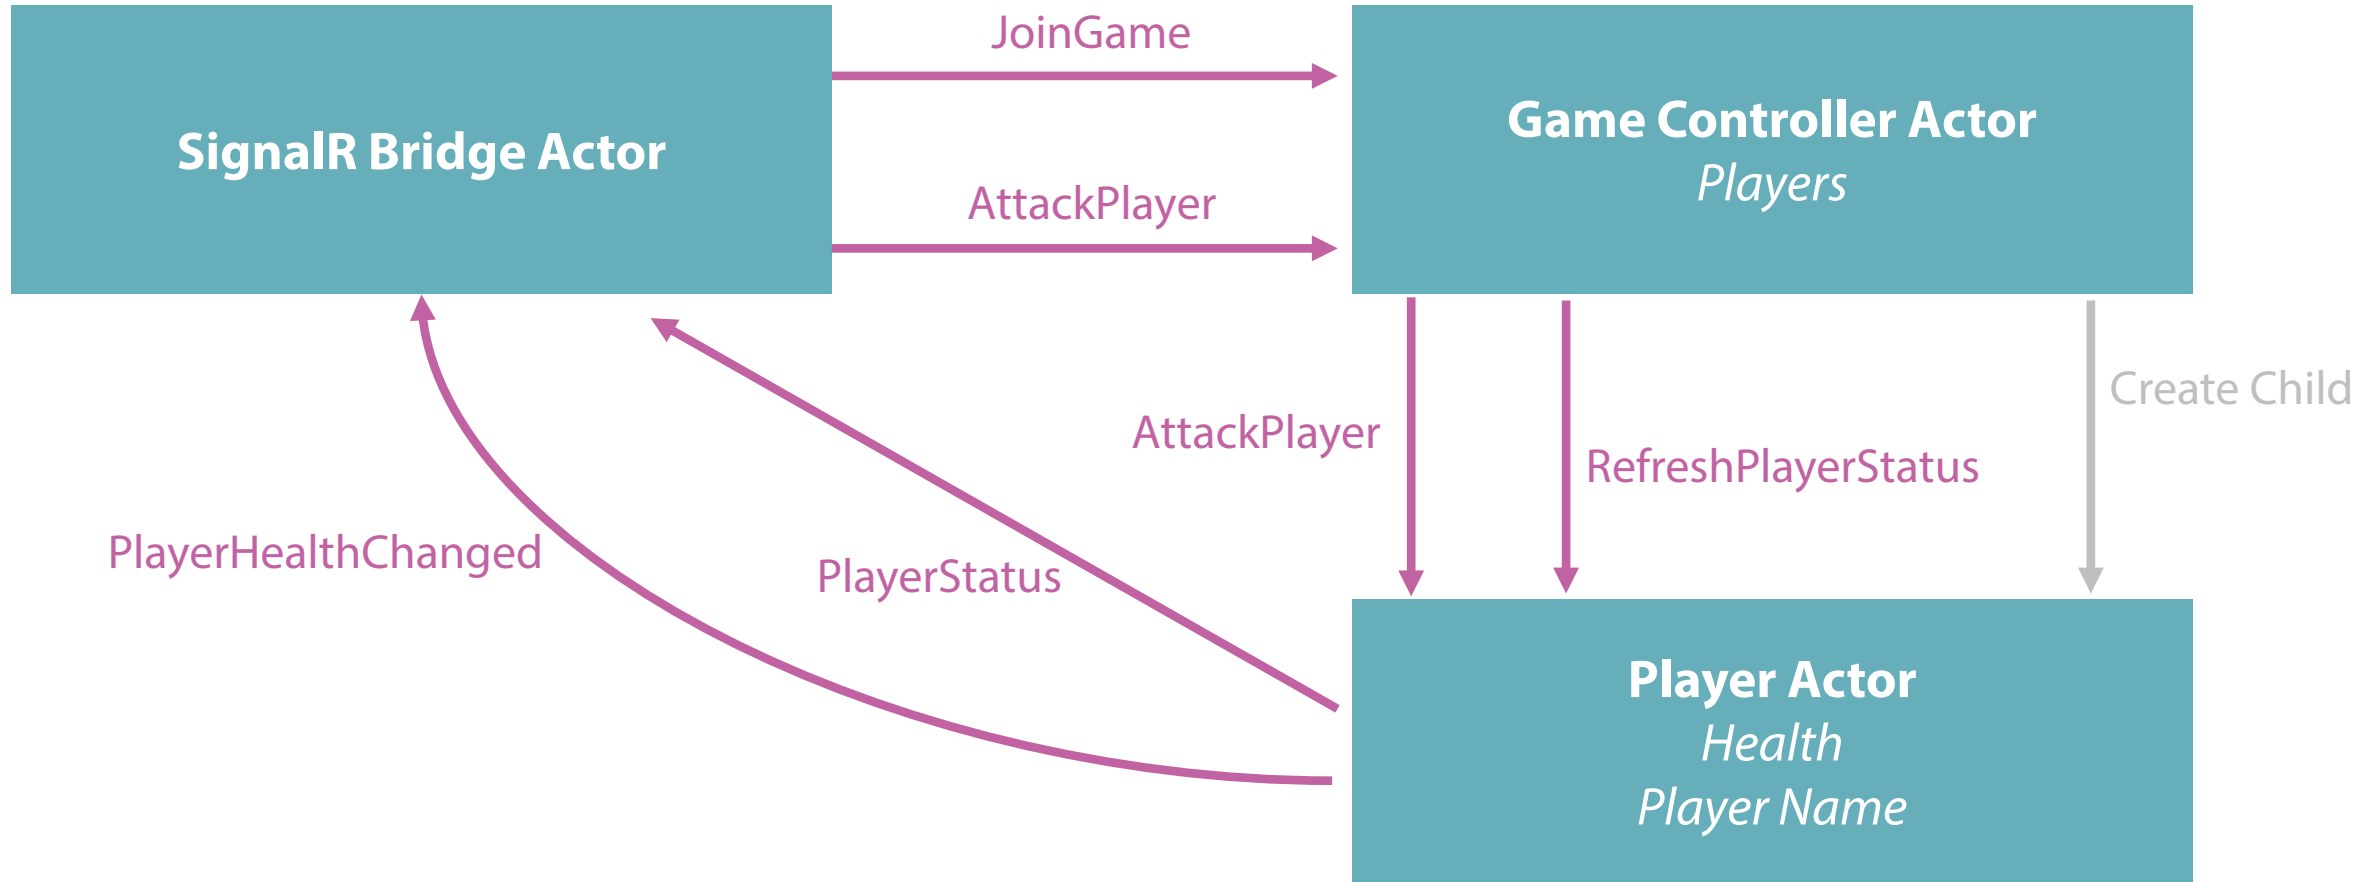 JoinGame
SignalR Bridge Actor
AttackPlayer
Game Controller Actor
Players
AttackPlayer
RefreshPlayerStatus
Create Child
PlayerHealthChanged
PlayerStatus
Player Actor
Health
Player Name